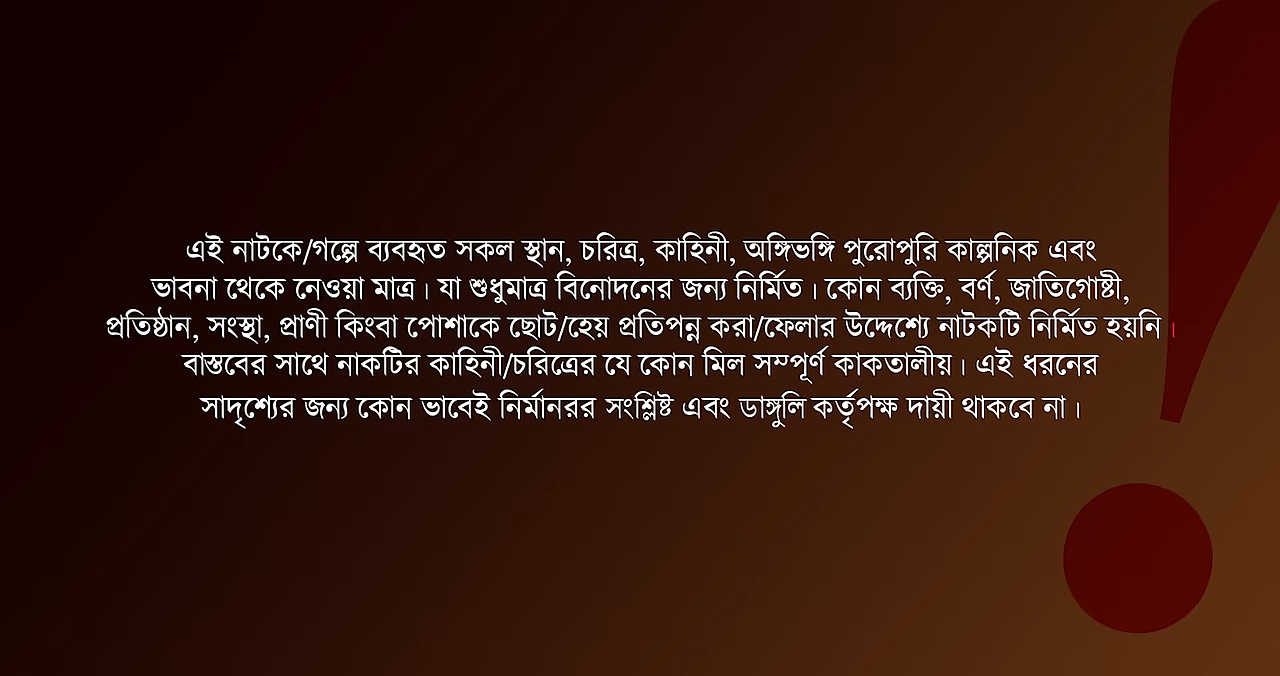 এই নাটকে/গল্পে ব্যবহৃত সকল স্থান, চরিত্র, কাহিনী, অঙ্গিভঙ্গি পুরোপুরি কাল্পনিক এবং
ভাবনা থেকে নেওয়া মাত্র। যা শুধুমাত্র বিনোদনের জন্য নির্মিত। কোন ব্যক্তি, বর্ণ, জাতিগোষ্টী,
প্রতিষ্ঠান, সংস্থা, প্রাণী কিংবা পোশাকে ছোট/হেয় প্রতিপন্ন করা/ফেলার উদ্দেশ্যে নাটকটি নির্মিত হয়নি।
বাস্তবের সাথে নাকটির কাহিনী/চরিত্রের যে কোন মিল সম্পূর্ণ কাকতালীয়। এই ধরনের
সাদৃশ্যের জন্য কোন ভাবেই নির্মানরর সংশ্লিষ্ট এবং ডাঙ্গুলি কর্তৃপক্ষ দায়ী থাকবে না।